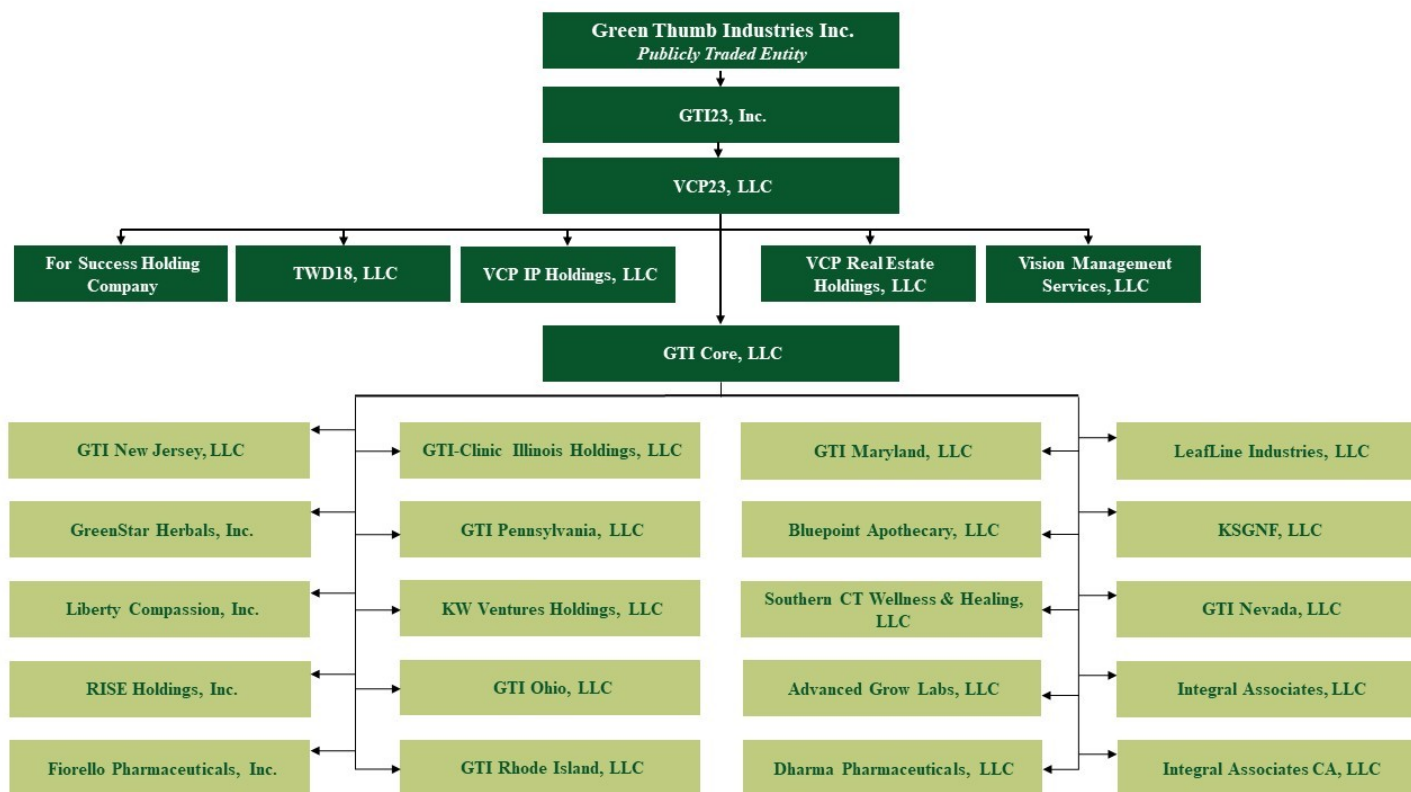 Green Thumb Industries Inc.
Publicly Traded Entity
GTI23, Inc.
VCP23, LLC
For Success Holding
Company
TWD18, LLC
VCP IP Holdings, LLC
VCP Real Estate
Holdings, LLC
Vision Management
Services, LLC
GTI Core, LLC
GTI New Jersey, LLC
GTI-Clinic Illinois Holdings, LLC
GTI Maryland, LLC
LeafLine Industries, LLC
GreenStar Herbals, Inc.
GTI Pennsylvania, LLC
Bluepoint Apothecary, LLC
KSGNF, LLC
Liberty Compassion, Inc.
KW Ventures Holdings, LLC
Southern CT Wellness & Healing,
LLC
GTI Nevada, LLC
RISE Holdings, Inc.
GTI Ohio, LLC
Advanced Grow Labs, LLC
Integral Associates, LLC
Fiorello Pharmaceuticals, Inc.
GTI Rhode Island, LLC
Dharma Pharmaceuticals, LLC
Integral Associates CA, LLC